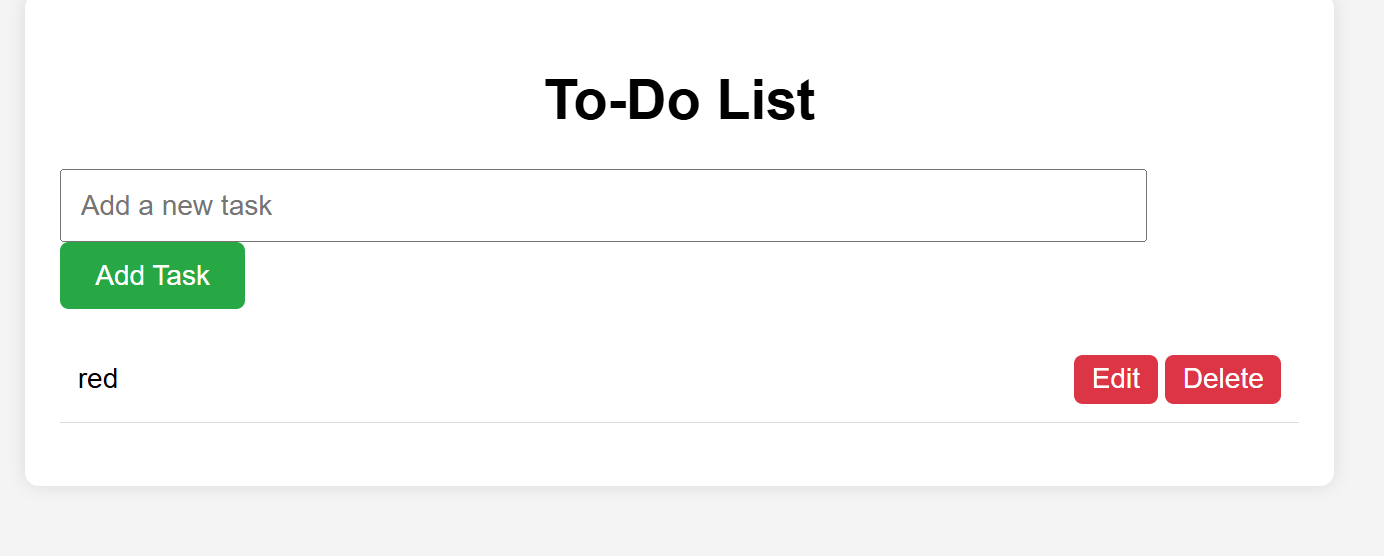 To-Do List
Add a new task
Add Task
red Edit Delete